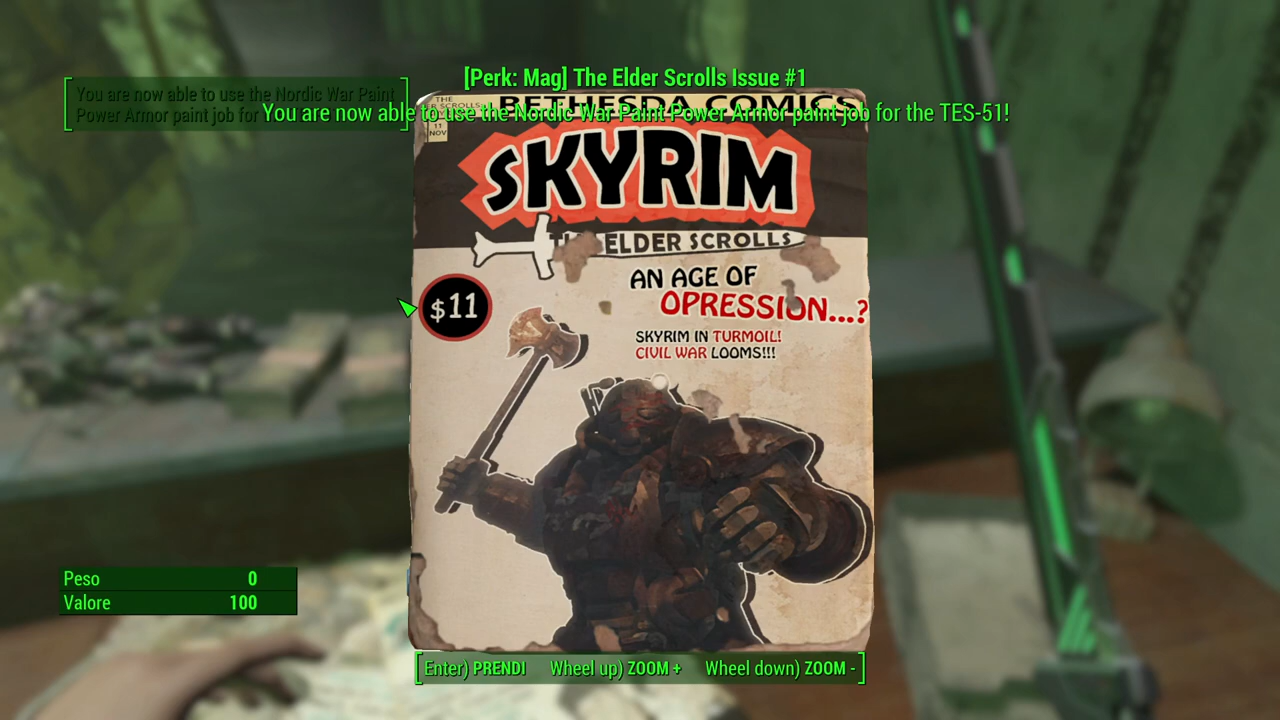 [Perk: Mag] The Elder Scrolls Issue #1
You are now able to use the Nordic War Paint
Power Armor paint job for
You are now able to use the Nordic War Paint Power Armor paint job for the TES-51!
BETHESDA COMICS
THE
SCROLLS
11
NOV
SKYRIM
ELDER SCROLLS
AN AGE OF
OPRESSION...?
$11
SKYRIM IN TURMOIL!
CIVIL WAR LOOMS!!!
Peso 0
Valore 100
Enter) PRENDI Wheel up) ZOOM + Wheel down) ZOOM -